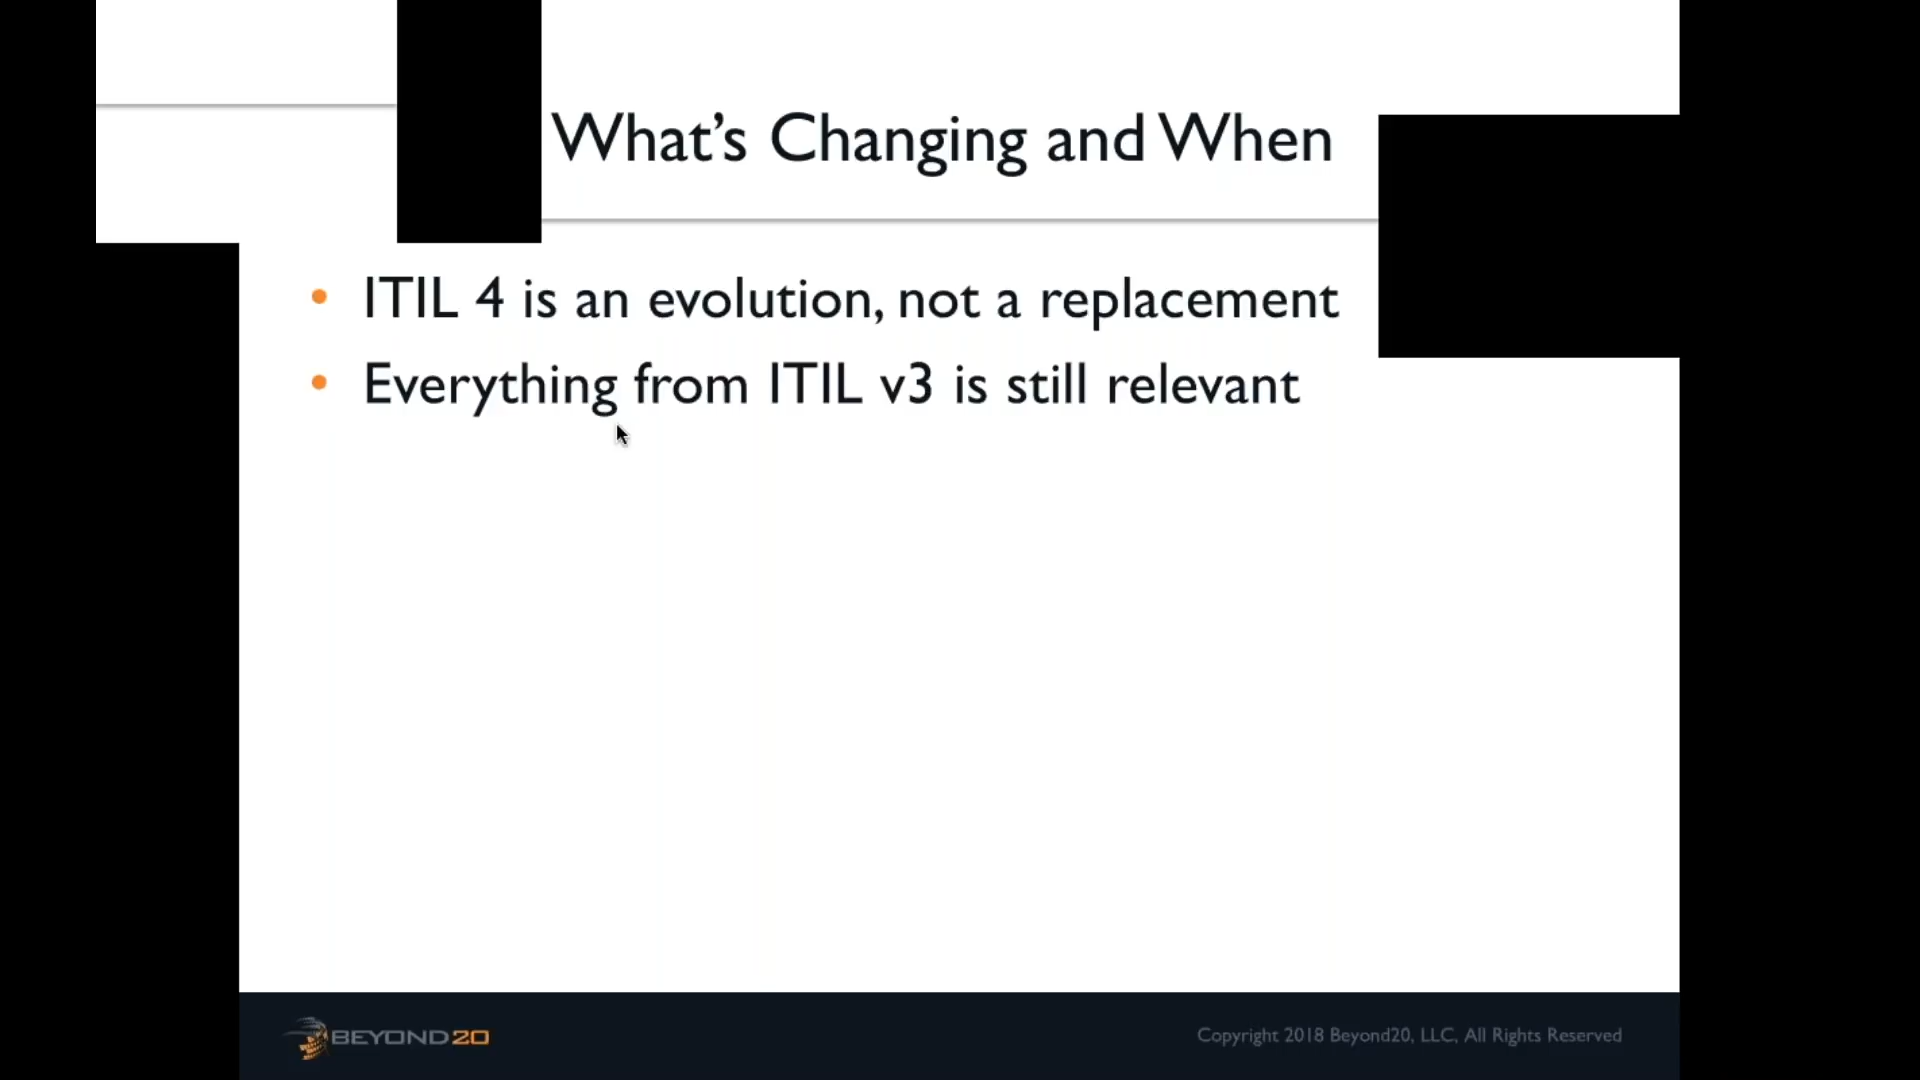 What's Changing and When
• ITIL 4 is an evolution, not a replacement
• Everything from ITIL v3 is still relevant
BEYOND20
Copyright 2018 Beyond20, LLC, All Rights Reserved